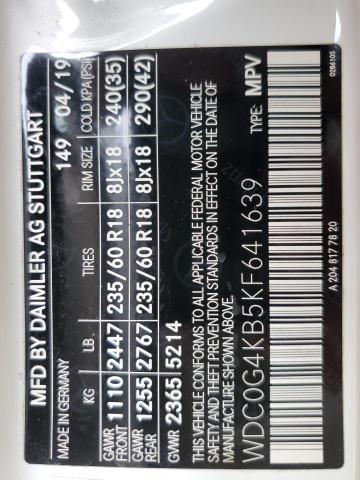 MFD BY DAIMLER AG STUTTGART
MADE IN GERMANY 149 04/19
KG LB. TIRES RIM SIZE COLD KPA(PSI)
GAWR FRONT 1110 2447 235/60 R18 8Jx18 240(35)
GAWR REAR 1255 2767 235/60 R18 8Jx18 290(42)
GVWR 2365 5214
THIS VEHICLE CONFORMS TO ALL APPLICABLE FEDERAL MOTOR VEHICLE
SAFETY AND THEFT PREVENTION STANDARDS IN EFFECT ON THE DATE OF
MANUFACTURE SHOWN ABOVE.
WDC0G4KB5KF641639 TYPE: MPV
A 204 817 78 20
0286105